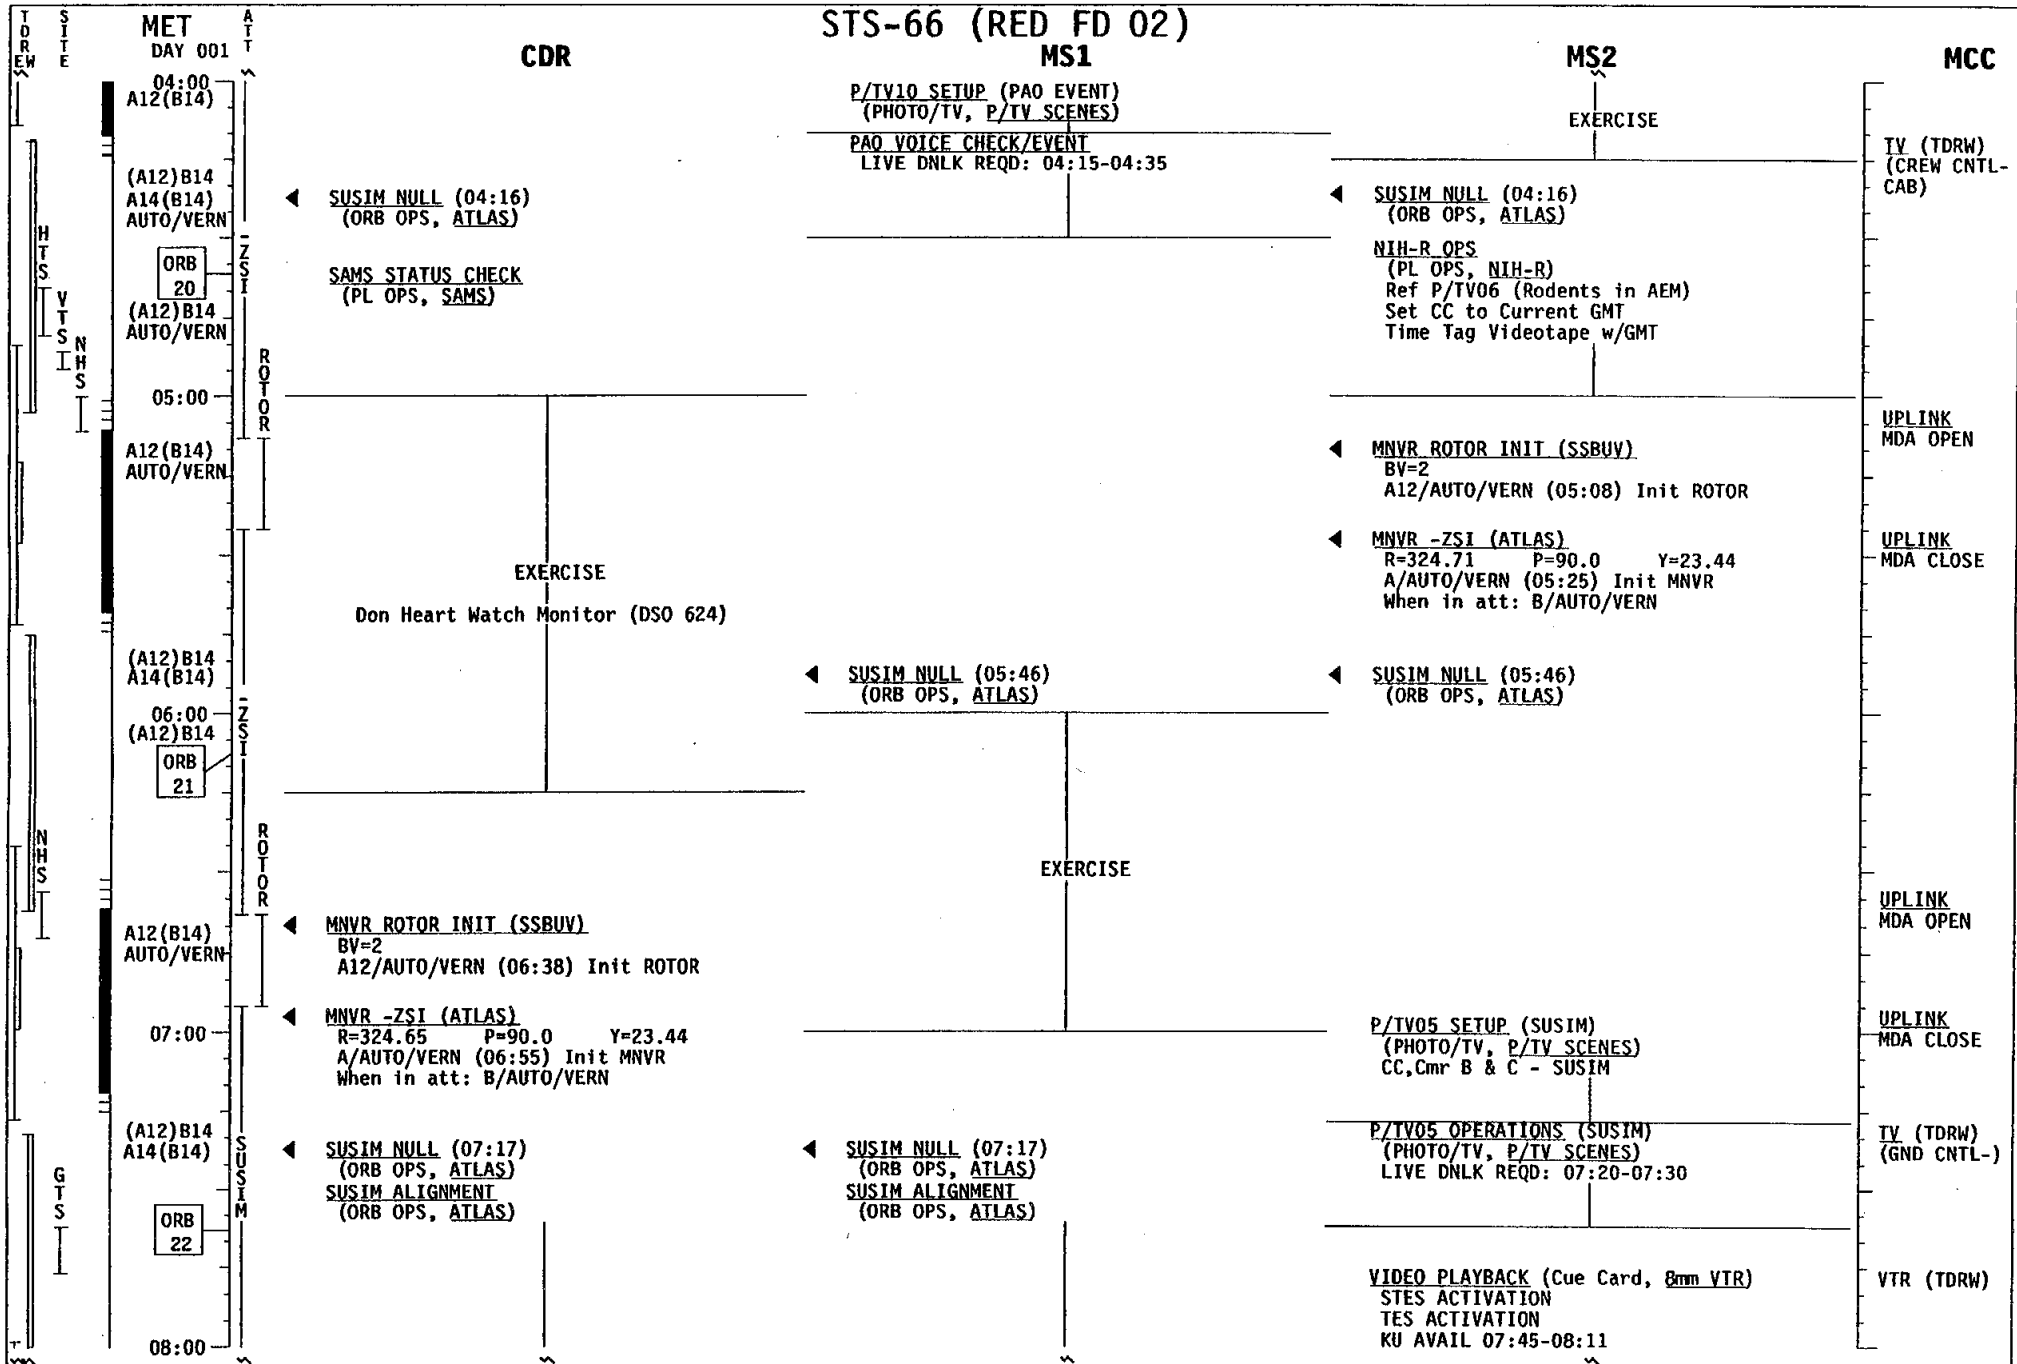 STS-66 (RED FD 02)
TDRE W
SITE
MET
DAY 001
ATT
CDR
MS1
MS2
MCC
04:00
A12(B14)
(A12)B14
A14(B14)
AUTO/VERN
HTS
ORB
20
-ZSI
VTS
(A12)B14
AUTO/VERN
NHS
ROTOR
05:00
A12(B14)
AUTO/VERN
(A12)B14
A14(B14)
06:00
-ZSI
(A12)B14
ORB
21
NHS
ROTOR
A12(B14)
AUTO/VERN
07:00
(A12)B14
A14(B14)
SUSIM
GTS
ORB
22
08:00
SUSIM NULL (04:16)
(ORB OPS, ATLAS)
SAMS STATUS CHECK
(PL OPS, SAMS)
EXERCISE
Don Heart Watch Monitor (DSO 624)
MNVR ROTOR INIT (SSBUV)
BV=2
A12/AUTO/VERN (06:38) Init ROTOR
MNVR -ZSI (ATLAS)
R=324.65 P=90.0 Y=23.44
A/AUTO/VERN (06:55) Init MNVR
When in att: B/AUTO/VERN
SUSIM NULL (07:17)
(ORB OPS, ATLAS)
SUSIM ALIGNMENT
(ORB OPS, ATLAS)
P/TV10 SETUP (PAO EVENT)
(PHOTO/TV, P/TV SCENES)
PAO VOICE CHECK/EVENT
LIVE DNLK REQD: 04:15-04:35
SUSIM NULL (05:46)
(ORB OPS, ATLAS)
EXERCISE
SUSIM NULL (07:17)
(ORB OPS, ATLAS)
SUSIM ALIGNMENT
(ORB OPS, ATLAS)
EXERCISE
SUSIM NULL (04:16)
(ORB OPS, ATLAS)
NIH-R OPS
(PL OPS, NIH-R)
Ref P/TV06 (Rodents in AEM)
Set CC to Current GMT
Time Tag Videotape w/GMT
MNVR ROTOR INIT (SSBUV)
BV=2
A12/AUTO/VERN (05:08) Init ROTOR
MNVR -ZSI (ATLAS)
R=324.71 P=90.0 Y=23.44
A/AUTO/VERN (05:25) Init MNVR
When in att: B/AUTO/VERN
SUSIM NULL (05:46)
(ORB OPS, ATLAS)
P/TV05 SETUP (SUSIM)
(PHOTO/TV, P/TV SCENES)
CC,Cmr B & C - SUSIM
P/TV05 OPERATIONS (SUSIM)
(PHOTO/TV, P/TV SCENES)
LIVE DNLK REQD: 07:20-07:30
VIDEO PLAYBACK (Cue Card, 8mm VTR)
STES ACTIVATION
TES ACTIVATION
KU AVAIL 07:45-08:11
TV (TDRW)
(CREW CNTL-
CAB)
UPLINK
MDA OPEN
UPLINK
MDA CLOSE
UPLINK
MDA OPEN
UPLINK
MDA CLOSE
TV (TDRW)
(GND CNTL-)
VTR (TDRW)